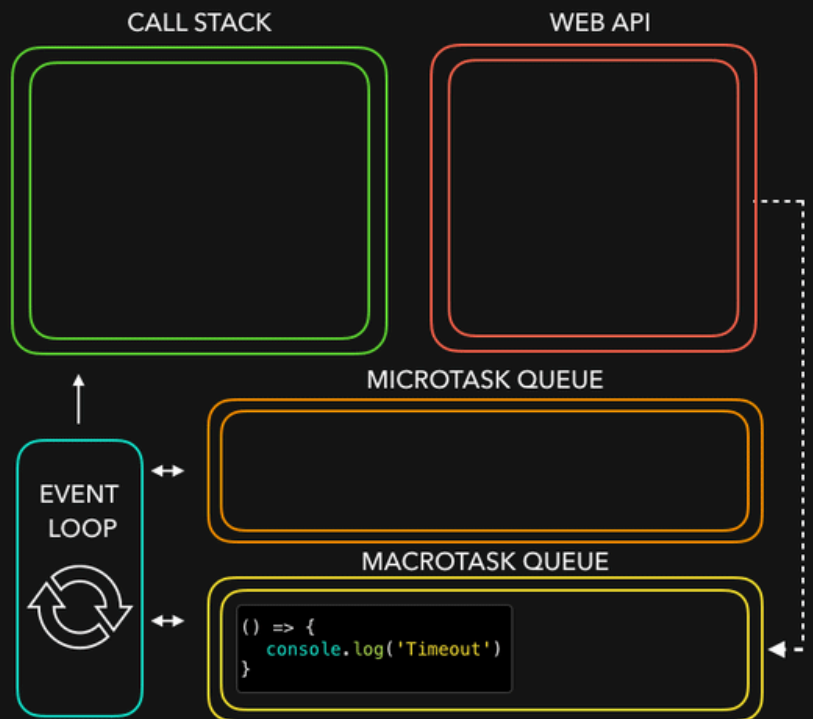 CALL STACK
WEB API
MICROTASK QUEUE
EVENT
LOOP
MACROTASK QUEUE
() => {
  console.log('Timeout')
}